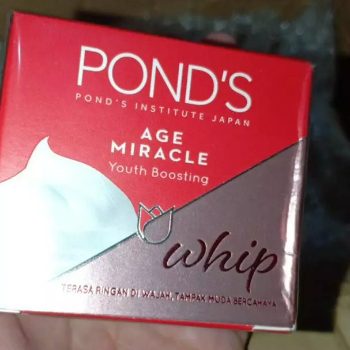 POND'S
POND'S INSTITUTE JAPAN
AGE
MIRACLE
Youth Boosting
whip
TERASA RINGAN DI WAJAH, TAMPAK MUDA BERCAHAYA